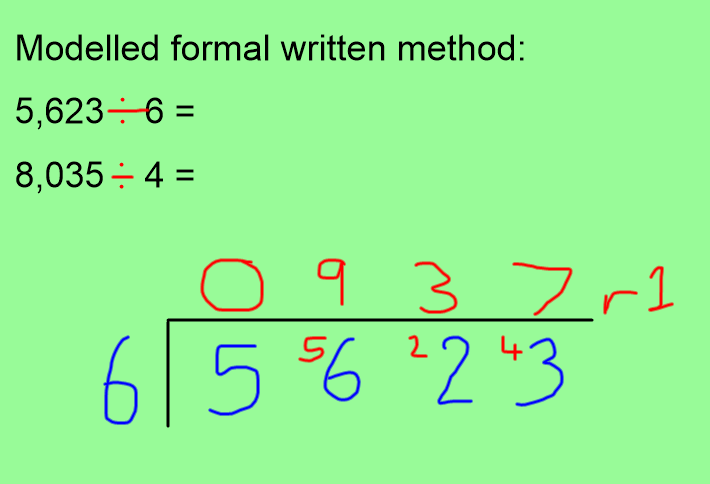 Modelled formal written method:
5,623 ÷ 6 =
8,035 ÷ 4 =
0 9 3 7 r1
6 5 56 22 43